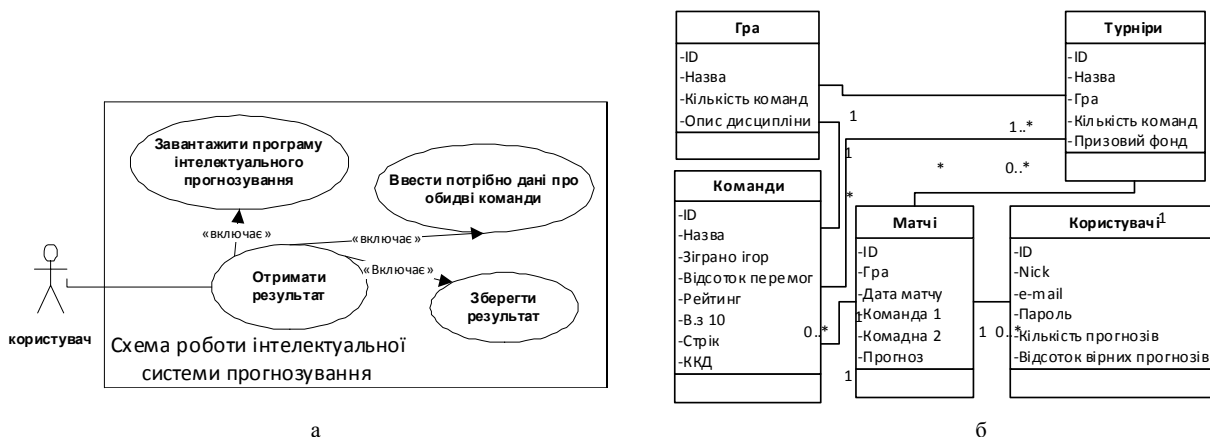 Завантажити програму
інтелектуального
прогнозування
Ввести потрібно дані про
обидві команди
«включає»
«включає»
«Включає»
Отримати
результат
Зберегти
результат
користувач
Схема роботи інтелектуальної
системи прогнозування
а
Гра
-ID
-Назва
-Кількість команд
-Опис дисципліни
Турніри
-ID
-Назва
-Гра
-Кількість команд
-Призовий фонд
1
1..*
1
*
0..*
*
Команди
-ID
-Назва
-Зіграно ігор
-Відсоток перемог
-Рейтинг
-В.з 10
-Стрік
-ККД
0..*
1
1
Матчі
-ID
-Гра
-Дата матчу
-Команда 1
-Комадна 2
-Прогноз
1
0..*
Користувачі
1
-ID
-Nick
-e-mail
-Пароль
-Кількість прогнозів
-Відсоток вірних прогнозів
б